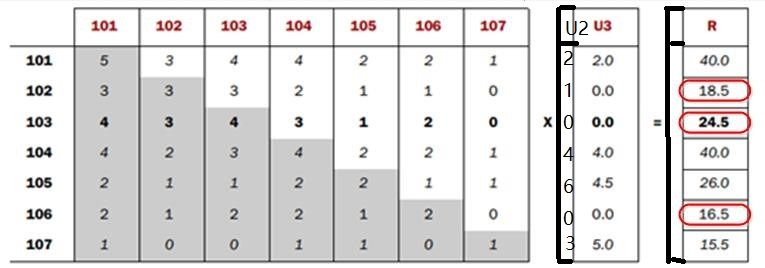 101 102 103 104 105 106 107 U2 U3 R
101 5 3 4 4 2 2 1 2 2.0 40.0
102 3 3 3 2 1 1 0 1 0.0 18.5
103 4 3 4 3 1 2 0 X 0 0.0 = 24.5
104 4 2 3 4 2 2 1 4 4.0 40.0
105 2 1 1 2 2 1 1 6 4.5 26.0
106 2 1 2 2 1 2 0 0 0.0 16.5
107 1 0 0 1 1 0 1 3 5.0 15.5